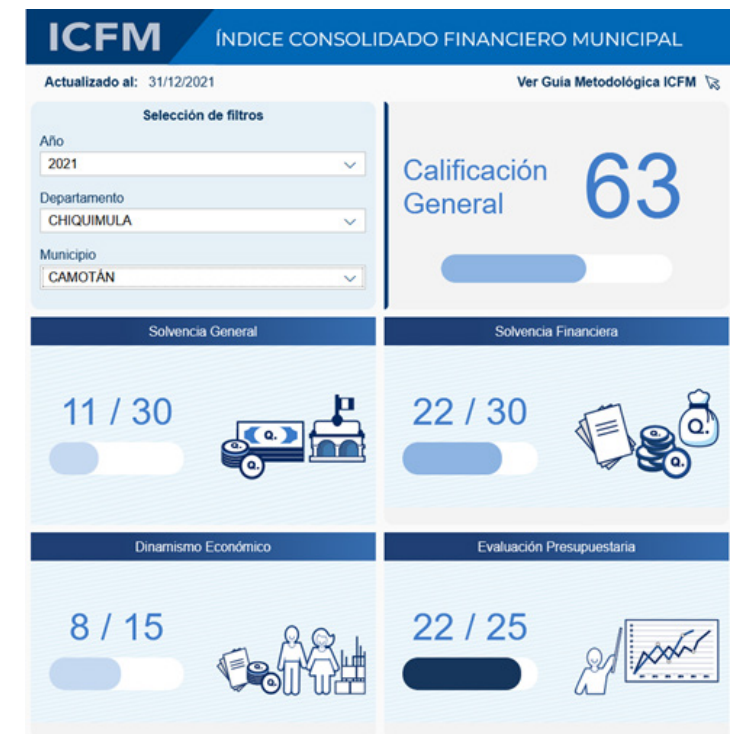 ICFM
ÍNDICE CONSOLIDADO FINANCIERO MUNICIPAL
Actualizado al: 31/12/2021
Ver Guía Metodológica ICFM
Selección de filtros
Año
2021
Departamento
CHIQUIMULA
Municipio
CAMOTÁN
Calificación
General
63
Solvencia General
11 / 30
Q.
Q.
Solvencia Financiera
22 / 30
Q.
Q.
Q.
Dinamismo Económico
8 / 15
Q.
Evaluación Presupuestaria
22 / 25